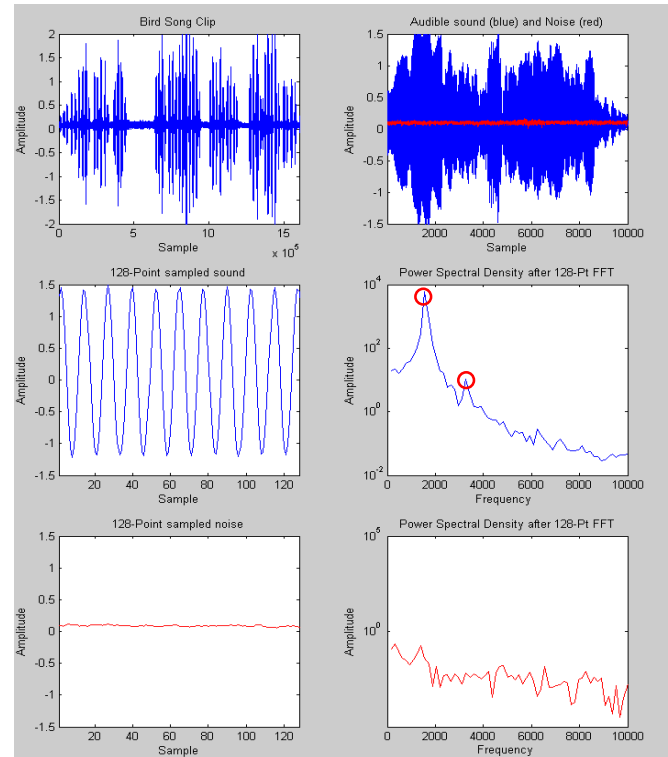 Bird Song Clip
2
1.5
1
0.5
0
-0.5
-1
-1.5
-2
Amplitude
0 5 10 15
Sample
x 10^5
Audible sound (blue) and Noise (red)
1.5
1
0.5
0
-0.5
-1
-1.5
Amplitude
2000 4000 6000 8000 10000
Sample
128-Point sampled sound
1.5
1
0.5
0
-0.5
-1
-1.5
Amplitude
20 40 60 80 100 120
Sample
Power Spectral Density after 128-Pt FFT
10^4
10^2
10^0
10^-2
Amplitude
0 2000 4000 6000 8000 10000
Frequency
128-Point sampled noise
1.5
1
0.5
0
-0.5
-1
-1.5
Amplitude
20 40 60 80 100 120
Sample
Power Spectral Density after 128-Pt FFT
10^5
10^0
Amplitude
0 2000 4000 6000 8000 10000
Frequency